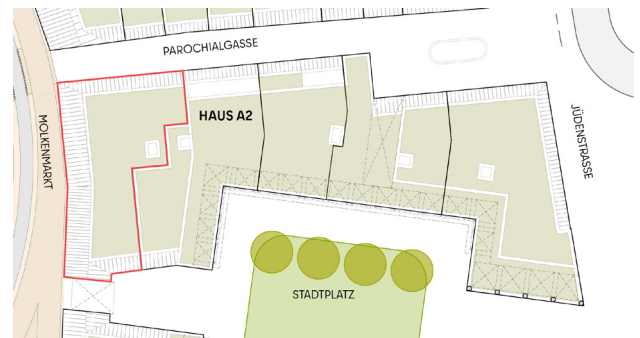 PAROCHIALGASSE
HAUS A2
MOLKENMARKT
JÜDENSTRASSE
STADTPLATZ